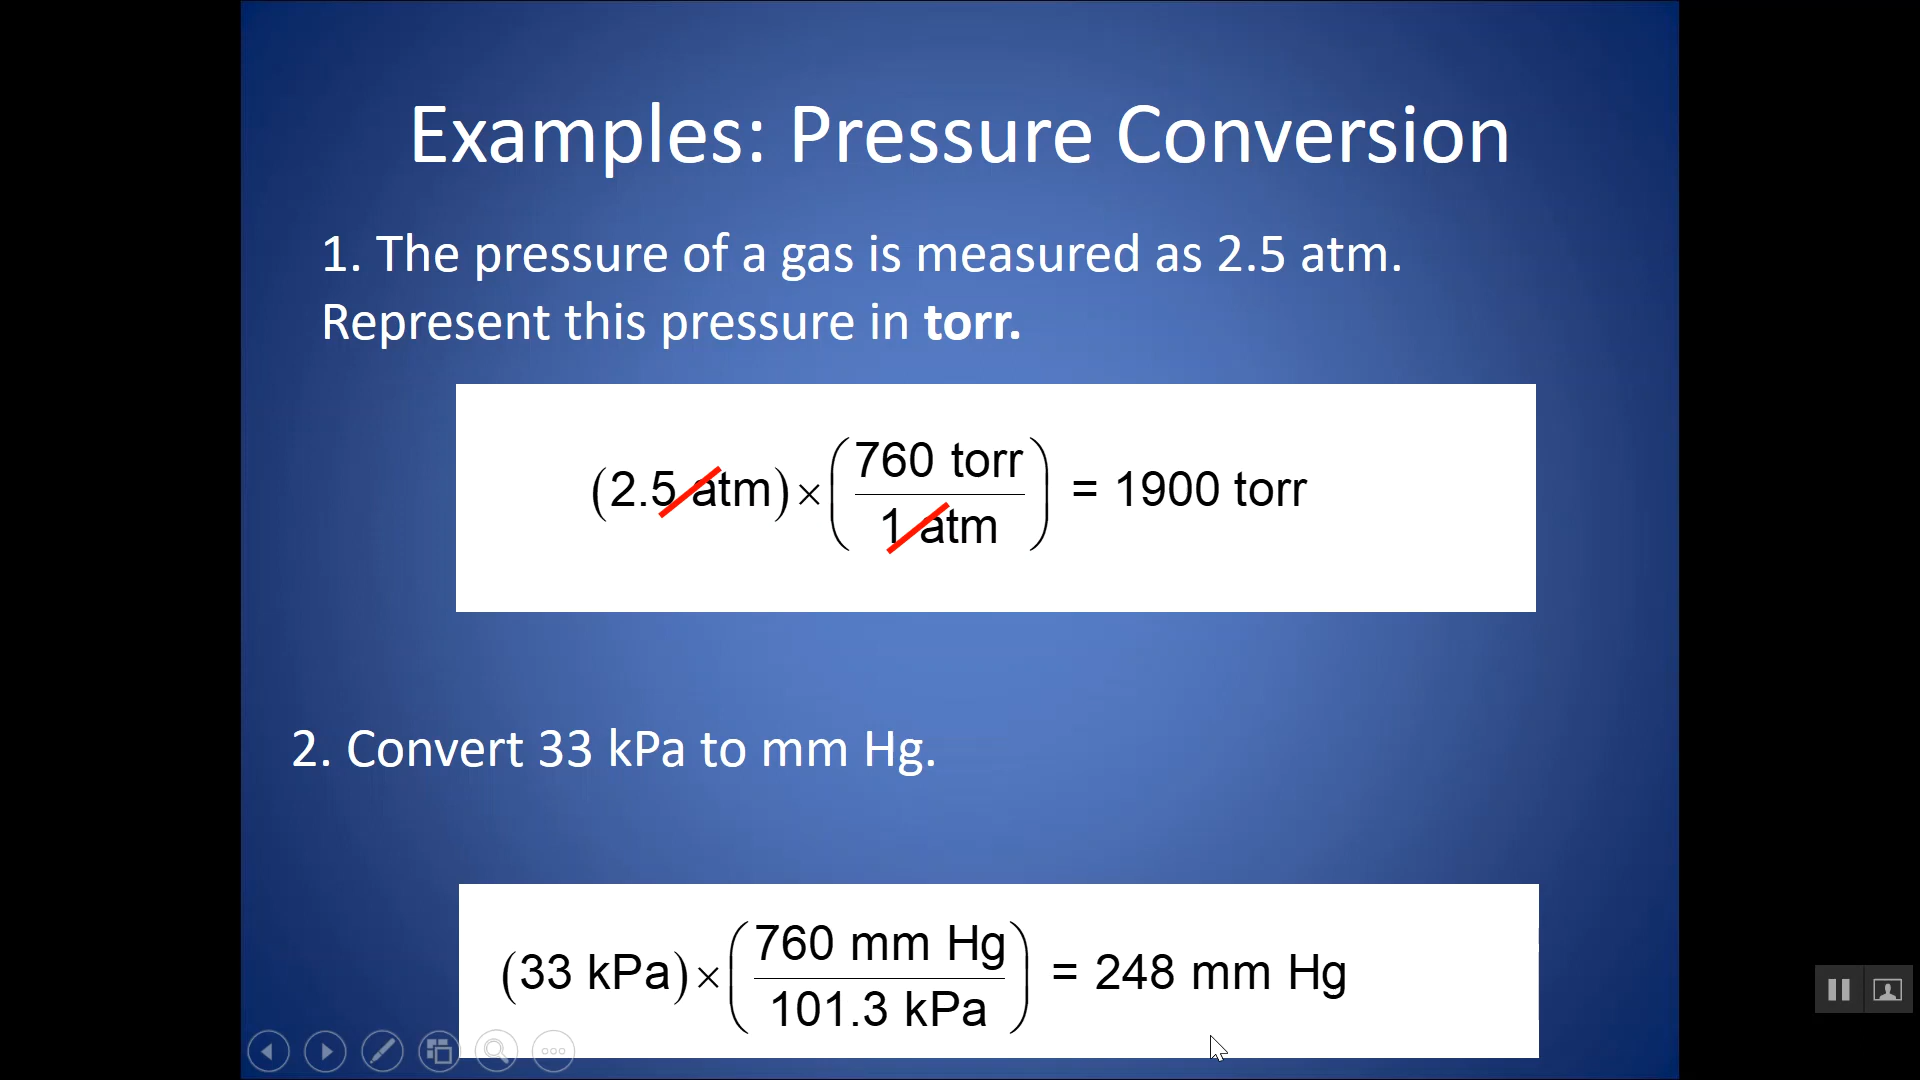 Examples: Pressure Conversion
1. The pressure of a gas is measured as 2.5 atm.
Represent this pressure in torr.
(2.5 atm) × (760 torr / 1 atm) = 1900 torr
2. Convert 33 kPa to mm Hg.
(33 kPa) × (760 mm Hg / 101.3 kPa) = 248 mm Hg